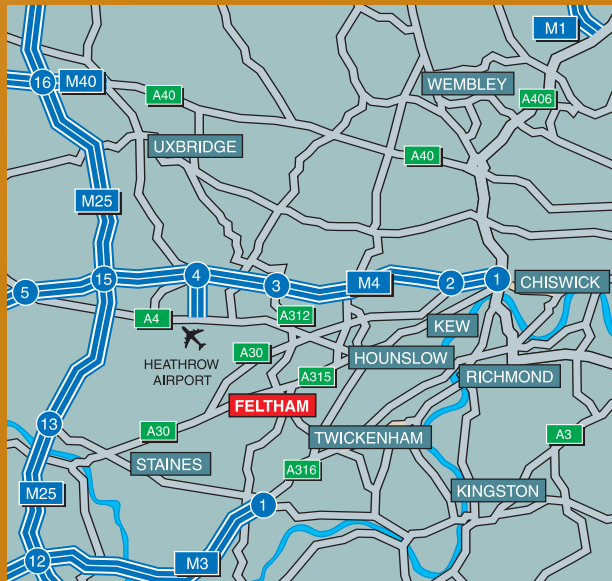 M1
16
M40
A40
WEMBLEY
A406
UXBRIDGE
A40
M25
4
15
5
3
M4
2
1
CHISWICK
A4
A312
KEW
HEATHROW
AIRPORT
A30
HOUNSLOW
A315
RICHMOND
FELTHAM
13
A30
TWICKENHAM
A3
STAINES
A316
M25
KINGSTON
1
12
M3